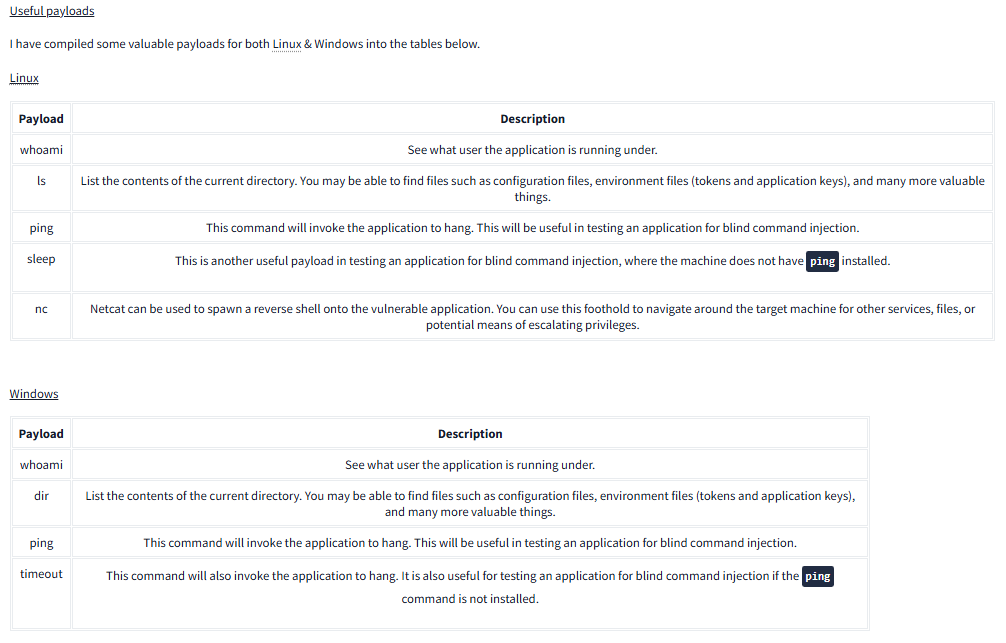 Useful payloads
I have compiled some valuable payloads for both Linux & Windows into the tables below.
Linux
Payload Description
whoami See what user the application is running under.
ls List the contents of the current directory. You may be able to find files such as configuration files, environment files (tokens and application keys), and many more valuable
things.
ping This command will invoke the application to hang. This will be useful in testing an application for blind command injection.
sleep This is another useful payload in testing an application for blind command injection, where the machine does not have ping installed.
nc Netcat can be used to spawn a reverse shell onto the vulnerable application. You can use this foothold to navigate around the target machine for other services, files, or
potential means of escalating privileges.
Windows
Payload Description
whoami See what user the application is running under.
dir List the contents of the current directory. You may be able to find files such as configuration files, environment files (tokens and application keys),
and many more valuable things.
ping This command will invoke the application to hang. This will be useful in testing an application for blind command injection.
timeout This command will also invoke the application to hang. It is also useful for testing an application for blind command injection if the ping
command is not installed.